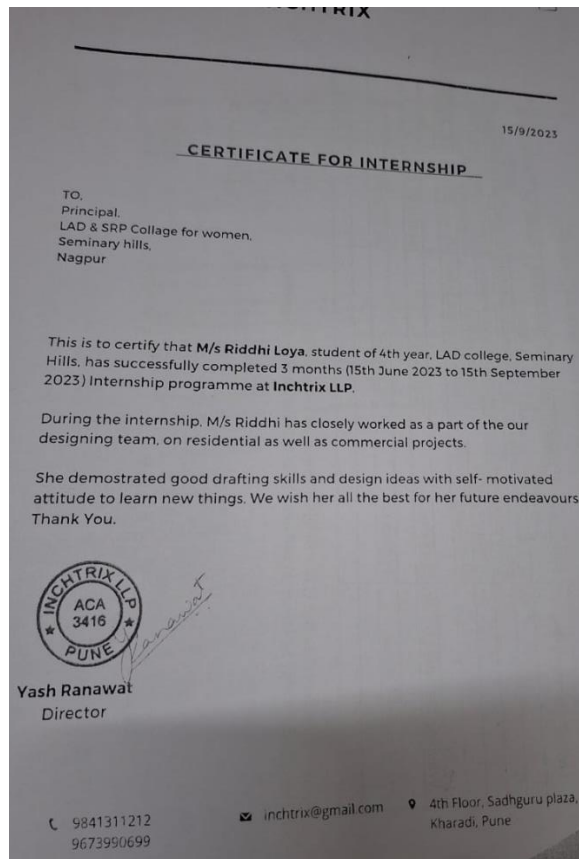 INCHTRIX
15/9/2023
CERTIFICATE FOR INTERNSHIP
TO,
Principal,
LAD & SRP Collage for women,
Seminary hills,
Nagpur
This is to certify that M/s Riddhi Loya, student of 4th year, LAD college, Seminary
Hills, has successfully completed 3 months (15th June 2023 to 15th September
2023) Internship programme at Inchtrix LLP.
During the internship, M/s Riddhi has closely worked as a part of the our
designing team, on residential as well as commercial projects.
She demostrated good drafting skills and design ideas with self- motivated
attitude to learn new things. We wish her all the best for her future endeavours
Thank You.
INCHTRIX LLP
ACA
3416
PUNE
Ranawat
Yash Ranawat
Director
9841311212
9673990699
inchtrix@gmail.com
4th Floor, Sadhguru plaza,
Kharadi, Pune